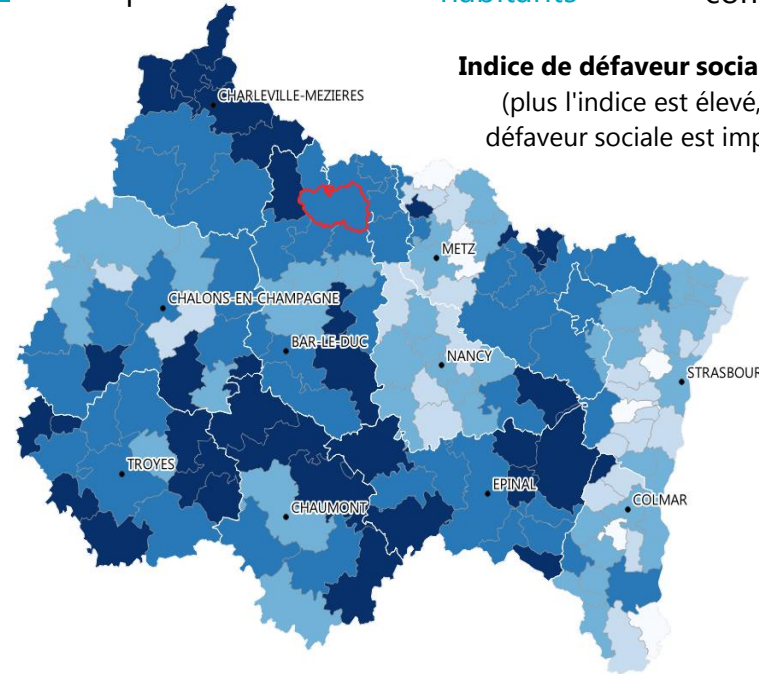 habitants
Indice de défaveur socia
(plus l'indice est élevé,
défaveur sociale est imp
CHARLEVILLE-MEZIERES
METZ
CHALONS-EN-CHAMPAGNE
BAR-LE-DUC
NANCY
STRASBOUR
TROYES
EPINAL
CHAUMONT
COLMAR